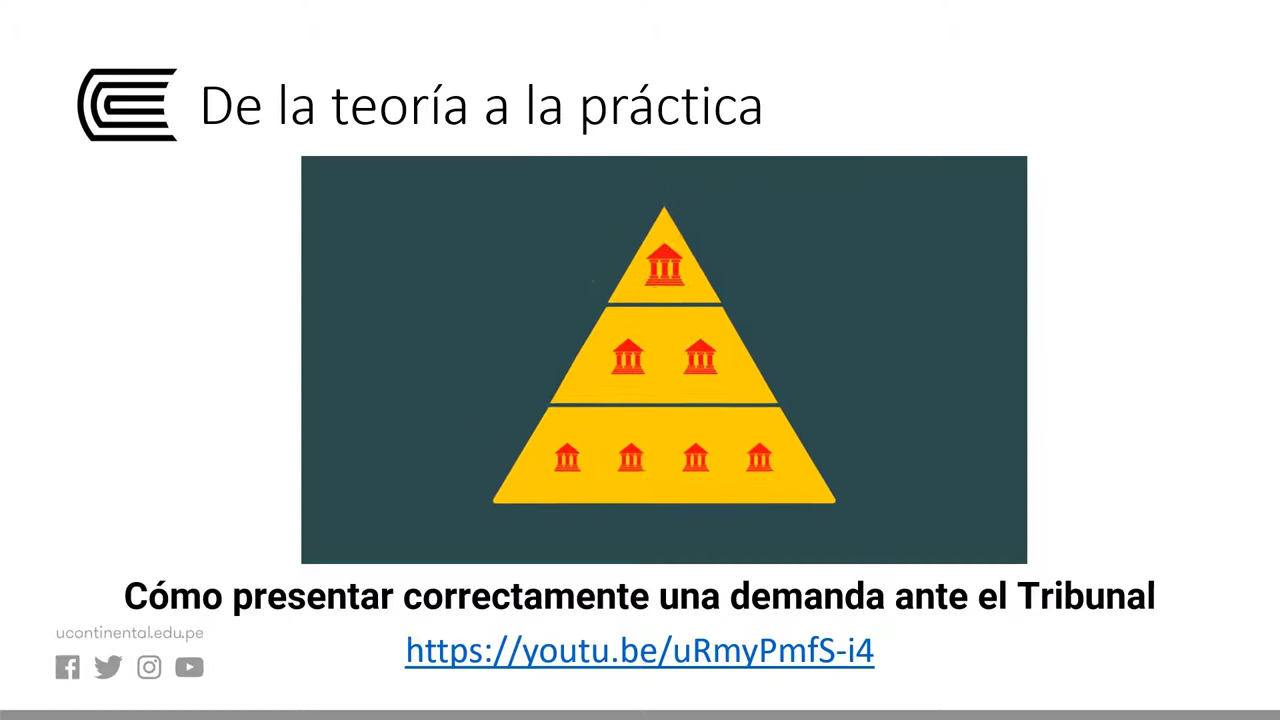 De la teoría a la práctica
Cómo presentar correctamente una demanda ante el Tribunal
ucontinental.edu.pe
https://youtu.be/uRmyPmfS-i4